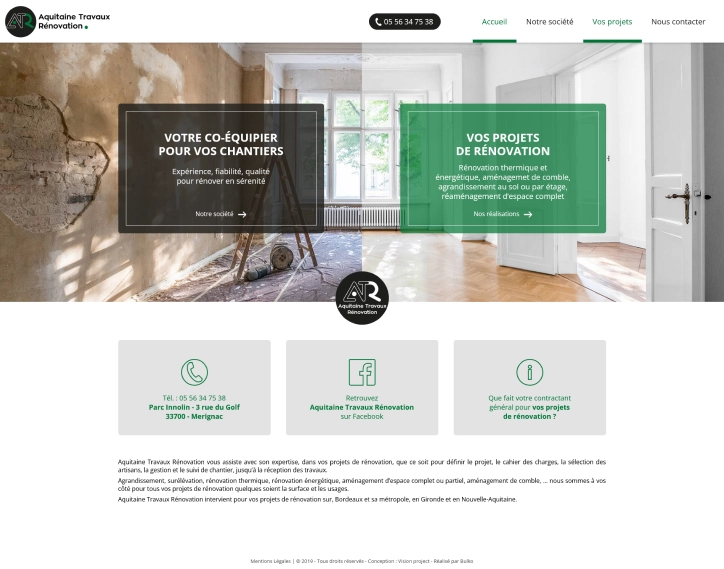 ATR
Aquitaine Travaux
Rénovation
05 56 34 75 38
Accueil
Notre société
Vos projets
Nous contacter
VOTRE CO-ÉQUIPIER
POUR VOS CHANTIERS
Expérience, fiabilité, qualité
pour rénover en sérénité
Notre société
VOS PROJETS
DE RÉNOVATION
Rénovation thermique et
énergétique, aménagemet de comble,
agrandissement au sol ou par étage,
réaménagement d'espace complet
Nos réalisations
ATR
Aquitaine Travaux
Rénovation
Tél. : 05 56 34 75 38
Parc Innolin - 3 rue du Golf
33700 - Merignac
Retrouvez
Aquitaine Travaux Rénovation
sur Facebook
Que fait votre contractant
général pour vos projets
de rénovation ?
Aquitaine Travaux Rénovation vous assiste avec son expertise, dans vos projets de rénovation, que ce soit pour définir le projet, le cahier des charges, la sélection des
artisans, la gestion et le suivi de chantier, jusqu'à la réception des travaux.
Agrandissement, surélévation, rénovation thermique, rénovation énergétique, aménagement d'espace complet ou partiel, aménagement de comble, ... nous sommes à vos
côté pour tous vos projets de rénovation quelques soient la surface et les usages.
Aquitaine Travaux Rénovation intervient pour vos projets de rénovation sur, Bordeaux et sa métropole, en Gironde et en Nouvelle-Aquitaine.
Mentions Légales | © 2019 - Tous droits réservés - Conception : Vision project - Réalisé par Bulko